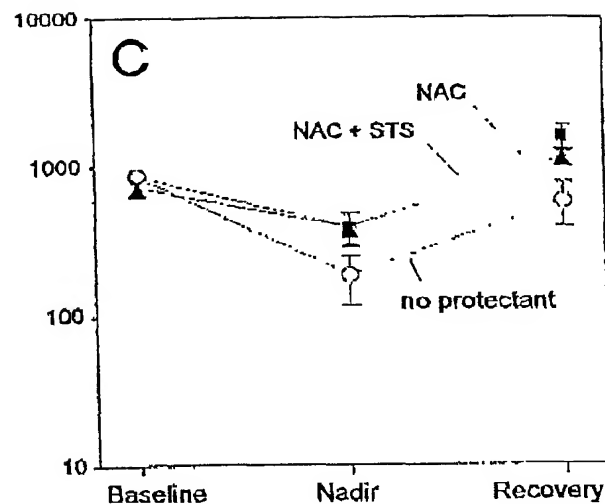 10000
C
NAC
NAC + STS
1000
no protectant
100
10
Baseline Nadir Recovery